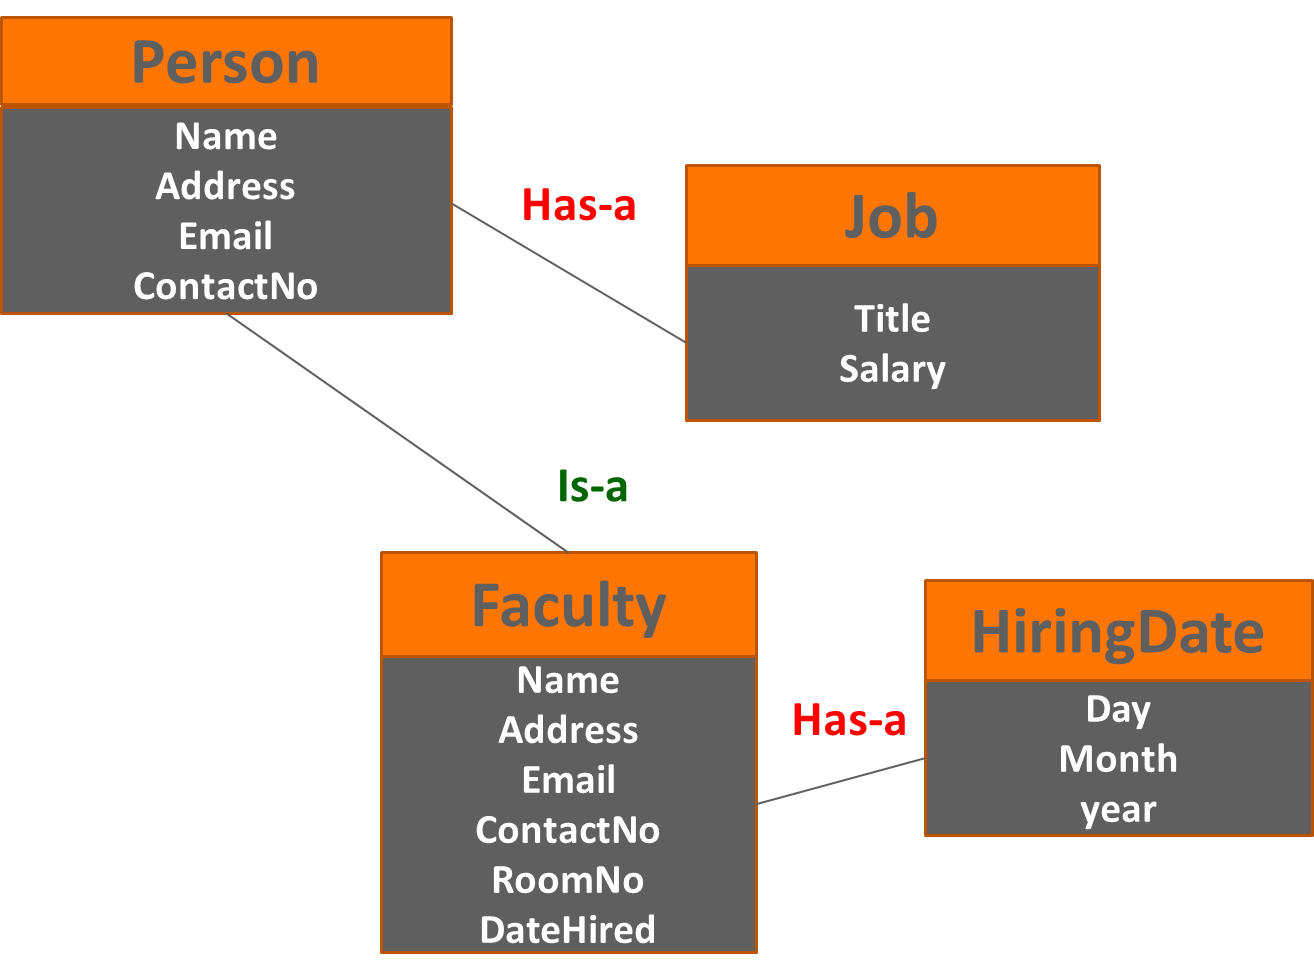 Person
Name
Address
Email
ContactNo
Has-a
Job
Title
Salary
Is-a
Faculty
Name
Address
Email
ContactNo
RoomNo
DateHired
Has-a
HiringDate
Day
Month
year